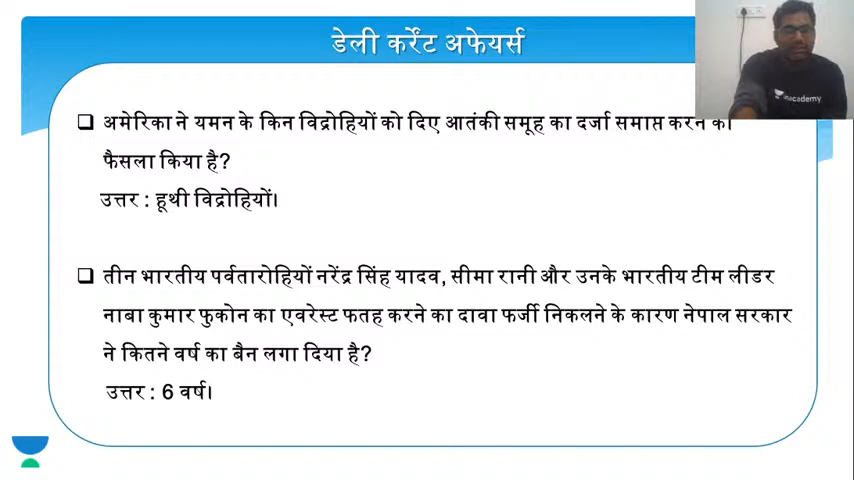 डेली करेंट अफेयर्स
unacademy
अमेरिका ने यमन के किन विद्रोहियों को दिए आतंकी समूह का दर्जा समाप्त करने का
फैसला किया है?
उत्तर : हूथी विद्रोहियों।
तीन भारतीय पर्वतारोहियों नरेंद्र सिंह यादव, सीमा रानी और उनके भारतीय टीम लीडर
नाबा कुमार फुकोन का एवरेस्ट फतह करने का दावा फर्जी निकलने के कारण नेपाल सरकार
ने कितने वर्ष का बैन लगा दिया है?
उत्तर : 6 वर्ष।